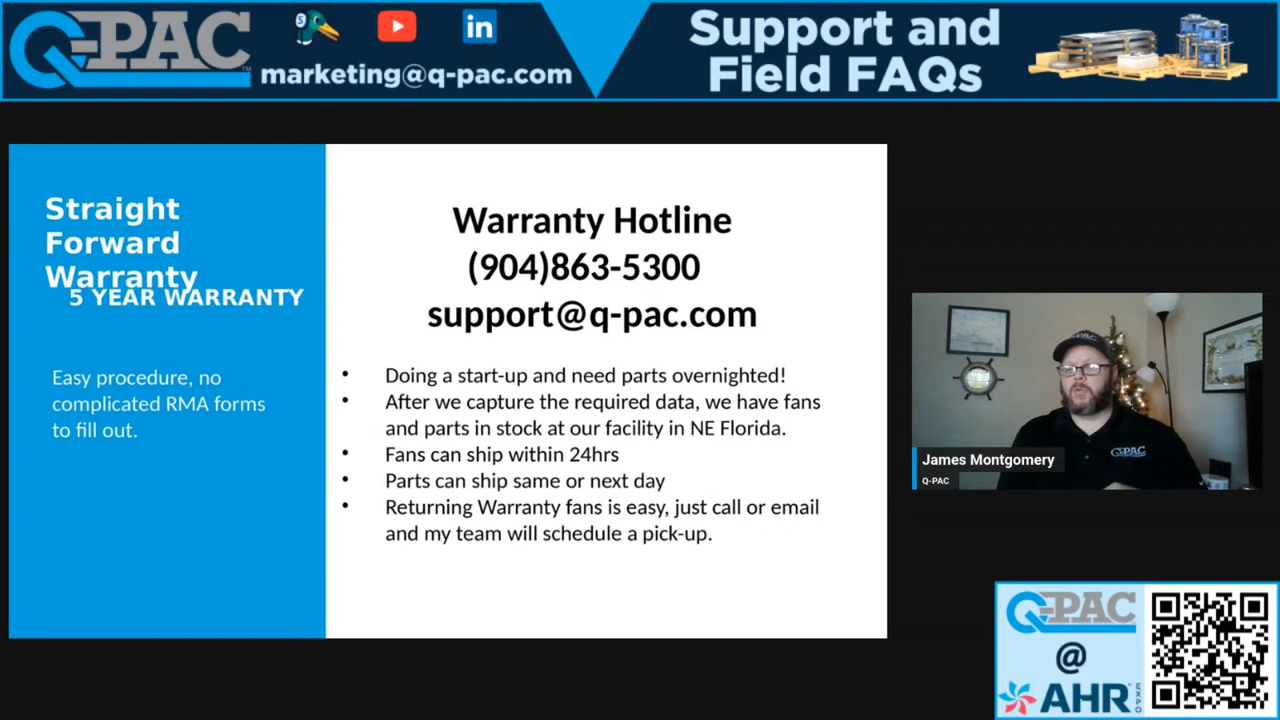 Q-PAC™
marketing@q-pac.com
Support and
Field FAQs
Straight
Forward
Warranty
5 YEAR WARRANTY
Easy procedure, no
complicated RMA forms
to fill out.
Warranty Hotline
(904)863-5300
support@q-pac.com
• Doing a start-up and need parts overnighted!
• After we capture the required data, we have fans
and parts in stock at our facility in NE Florida.
• Fans can ship within 24hrs
• Parts can ship same or next day
• Returning Warranty fans is easy, just call or email
and my team will schedule a pick-up.
Q-PAC
James Montgomery
Q-PAC
Q-PAC
@
AHR EXPO